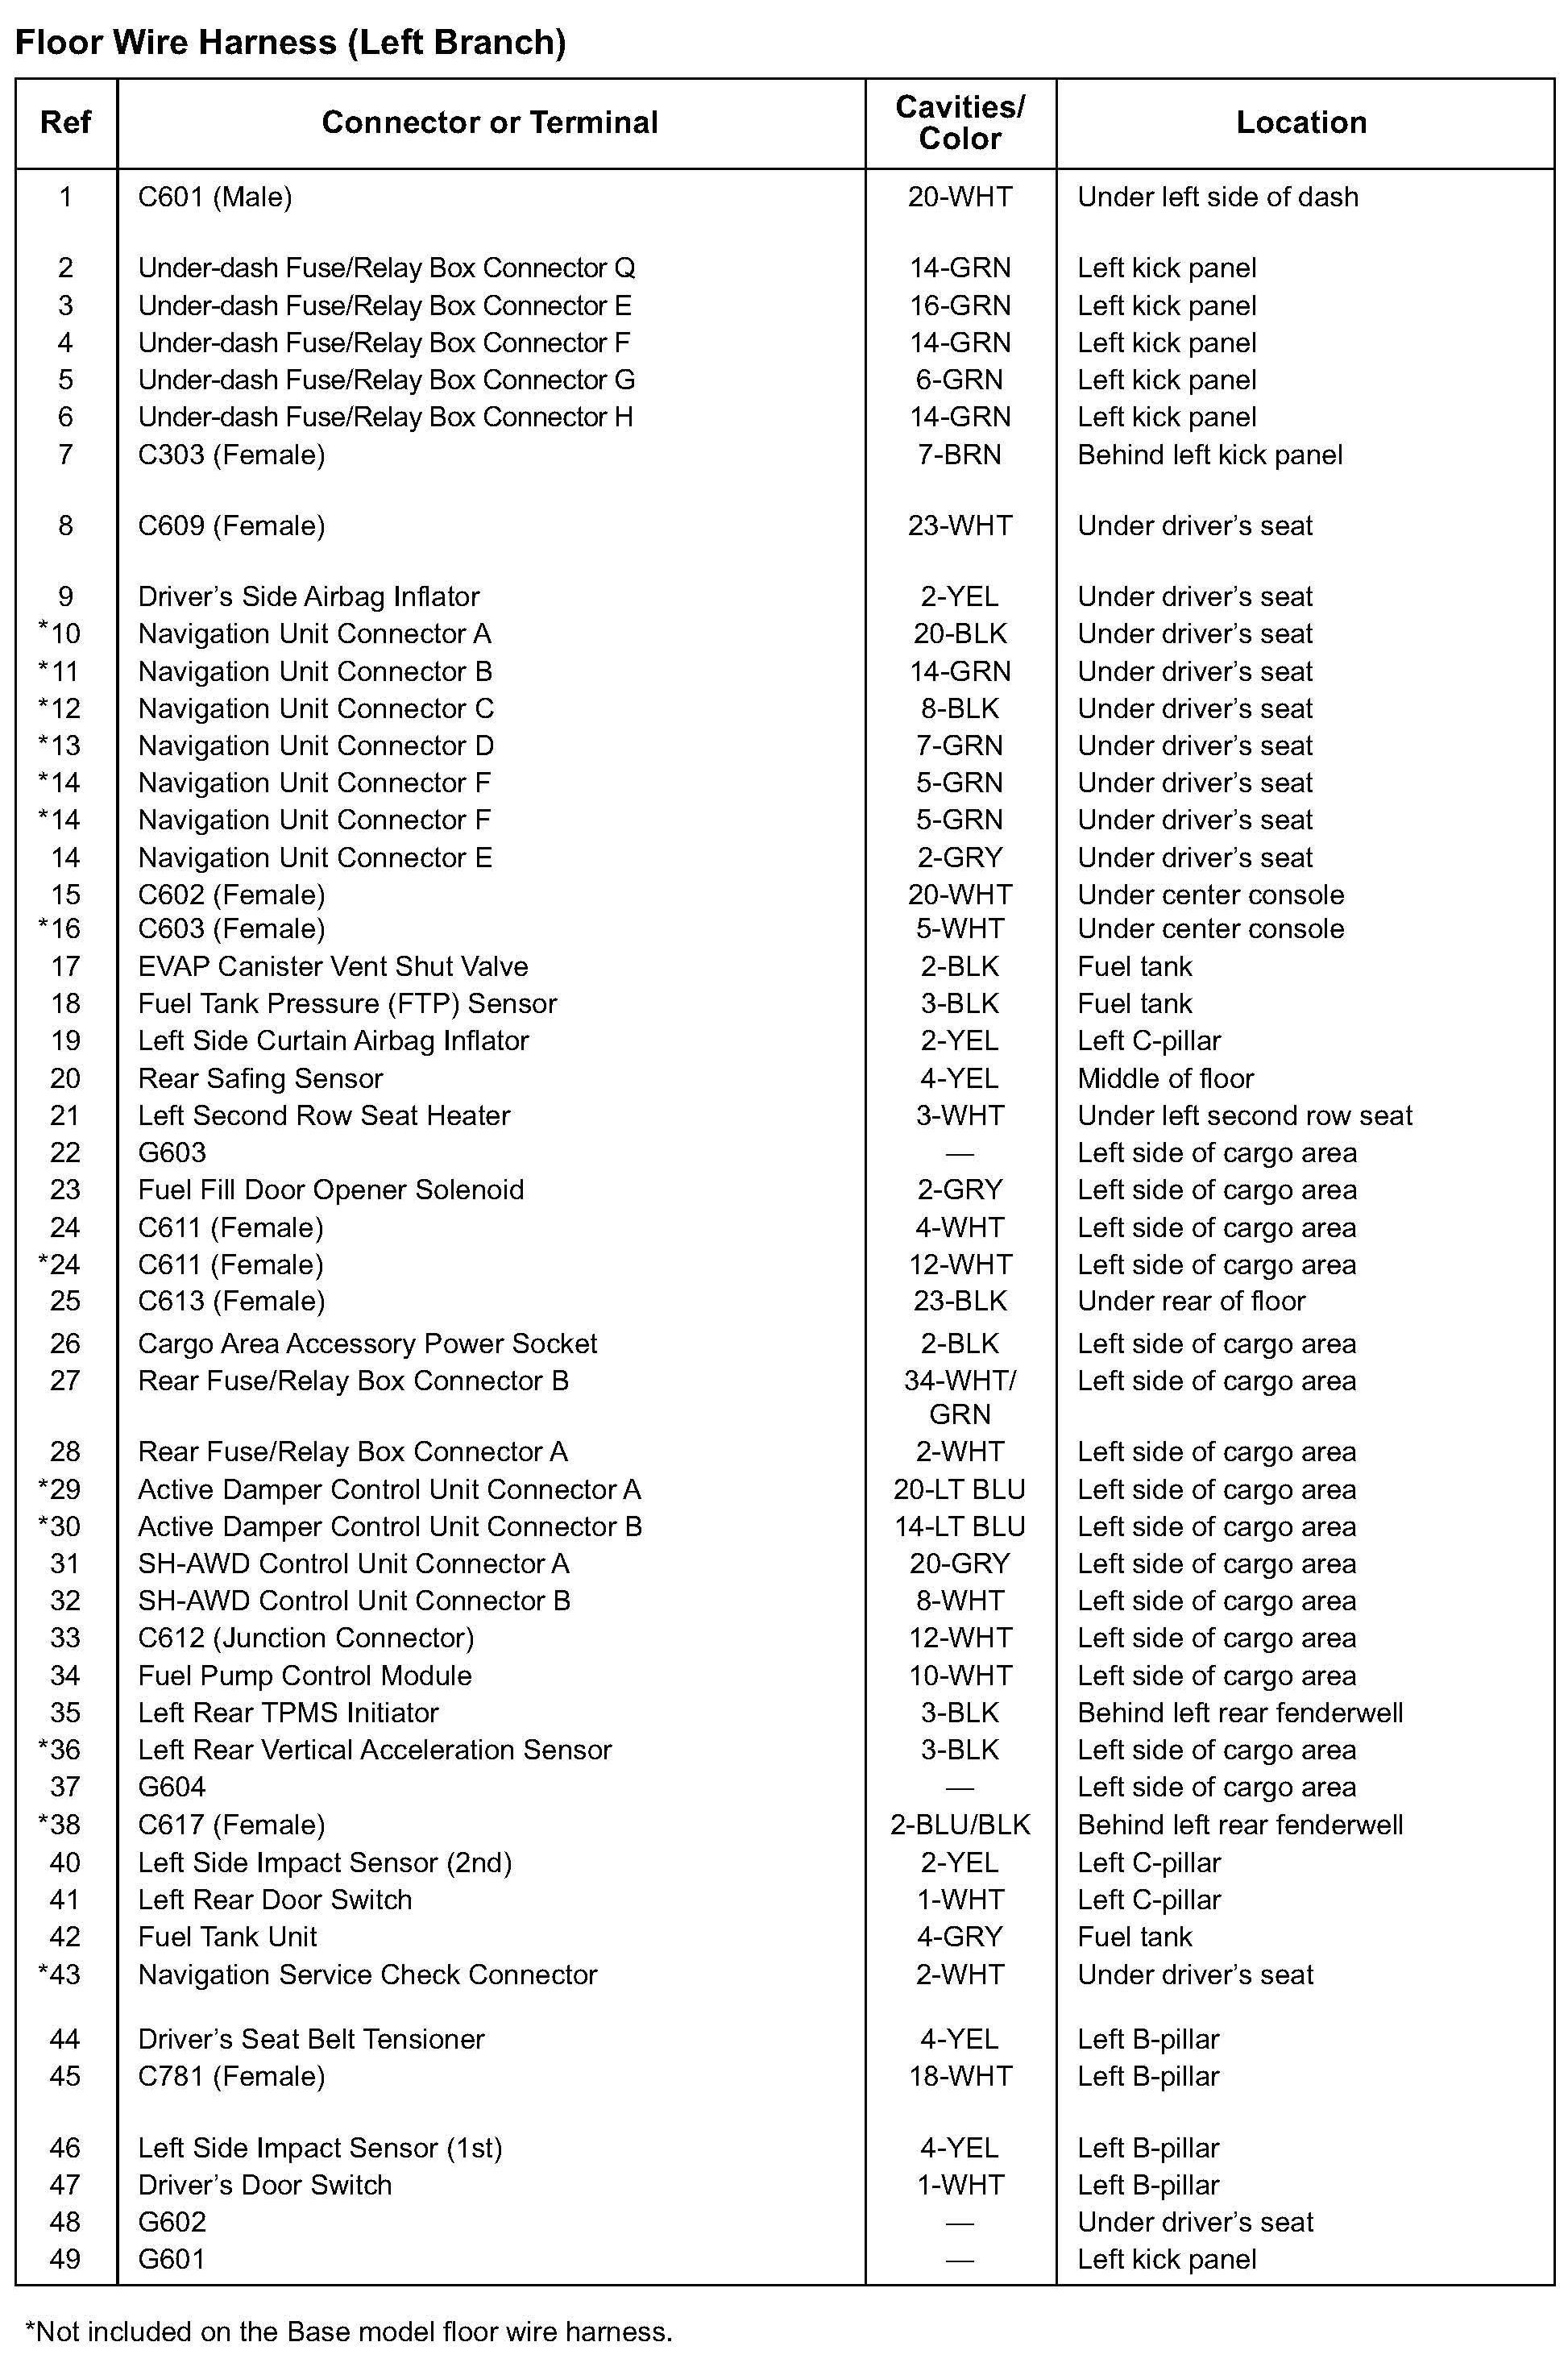 Floor Wire Harness (Left Branch)
Ref Connector or Terminal Cavities/ Color Location
1 C601 (Male) 20-WHT Under left side of dash
2 Under-dash Fuse/Relay Box Connector Q 14-GRN Left kick panel
3 Under-dash Fuse/Relay Box Connector E 16-GRN Left kick panel
4 Under-dash Fuse/Relay Box Connector F 14-GRN Left kick panel
5 Under-dash Fuse/Relay Box Connector G 6-GRN Left kick panel
6 Under-dash Fuse/Relay Box Connector H 14-GRN Left kick panel
7 C303 (Female) 7-BRN Behind left kick panel
8 C609 (Female) 23-WHT Under driver’s seat
9 Driver’s Side Airbag Inflator 2-YEL Under driver’s seat
*10 Navigation Unit Connector A 20-BLK Under driver’s seat
*11 Navigation Unit Connector B 14-GRN Under driver’s seat
*12 Navigation Unit Connector C 8-BLK Under driver’s seat
*13 Navigation Unit Connector D 7-GRN Under driver’s seat
*14 Navigation Unit Connector F 5-GRN Under driver’s seat
*14 Navigation Unit Connector F 5-GRN Under driver’s seat
14 Navigation Unit Connector E 2-GRY Under driver’s seat
15 C602 (Female) 20-WHT Under center console
*16 C603 (Female) 5-WHT Under center console
17 EVAP Canister Vent Shut Valve 2-BLK Fuel tank
18 Fuel Tank Pressure (FTP) Sensor 3-BLK Fuel tank
19 Left Side Curtain Airbag Inflator 2-YEL Left C-pillar
20 Rear Safing Sensor 4-YEL Middle of floor
21 Left Second Row Seat Heater 3-WHT Under left second row seat
22 G603 — Left side of cargo area
23 Fuel Fill Door Opener Solenoid 2-GRY Left side of cargo area
24 C611 (Female) 4-WHT Left side of cargo area
*24 C611 (Female) 12-WHT Left side of cargo area
25 C613 (Female) 23-BLK Under rear of floor
26 Cargo Area Accessory Power Socket 2-BLK Left side of cargo area
27 Rear Fuse/Relay Box Connector B 34-WHT/ Left side of cargo area
GRN
28 Rear Fuse/Relay Box Connector A 2-WHT Left side of cargo area
*29 Active Damper Control Unit Connector A 20-LT BLU Left side of cargo area
*30 Active Damper Control Unit Connector B 14-LT BLU Left side of cargo area
31 SH-AWD Control Unit Connector A 20-GRY Left side of cargo area
32 SH-AWD Control Unit Connector B 8-WHT Left side of cargo area
33 C612 (Junction Connector) 12-WHT Left side of cargo area
34 Fuel Pump Control Module 10-WHT Left side of cargo area
35 Left Rear TPMS Initiator 3-BLK Behind left rear fenderwell
*36 Left Rear Vertical Acceleration Sensor 3-BLK Left side of cargo area
37 G604 — Left side of cargo area
*38 C617 (Female) 2-BLU/BLK Behind left rear fenderwell
40 Left Side Impact Sensor (2nd) 2-YEL Left C-pillar
41 Left Rear Door Switch 1-WHT Left C-pillar
42 Fuel Tank Unit 4-GRY Fuel tank
*43 Navigation Service Check Connector 2-WHT Under driver’s seat
44 Driver’s Seat Belt Tensioner 4-YEL Left B-pillar
45 C781 (Female) 18-WHT Left B-pillar
46 Left Side Impact Sensor (1st) 4-YEL Left B-pillar
47 Driver’s Door Switch 1-WHT Left B-pillar
48 G602 — Under driver’s seat
49 G601 — Left kick panel
*Not included on the Base model floor wire harness.